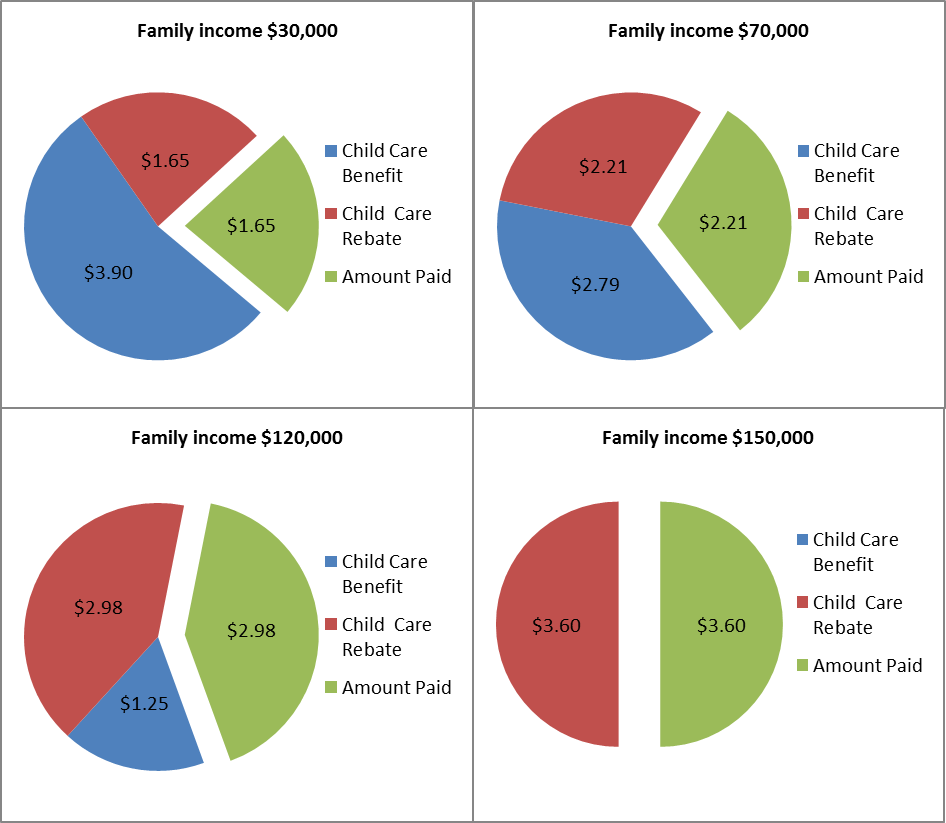 Family income $30,000
$1.65
$1.65
$3.90
Child Care
Benefit
Child  Care
Rebate
Amount Paid
Family income $70,000
$2.21
$2.21
$2.79
Child Care
Benefit
Child  Care
Rebate
Amount Paid
Family income $120,000
$2.98
$2.98
$1.25
Child Care
Benefit
Child  Care
Rebate
Amount Paid
Family income $150,000
$3.60
$3.60
Child Care
Benefit
Child  Care
Rebate
Amount Paid